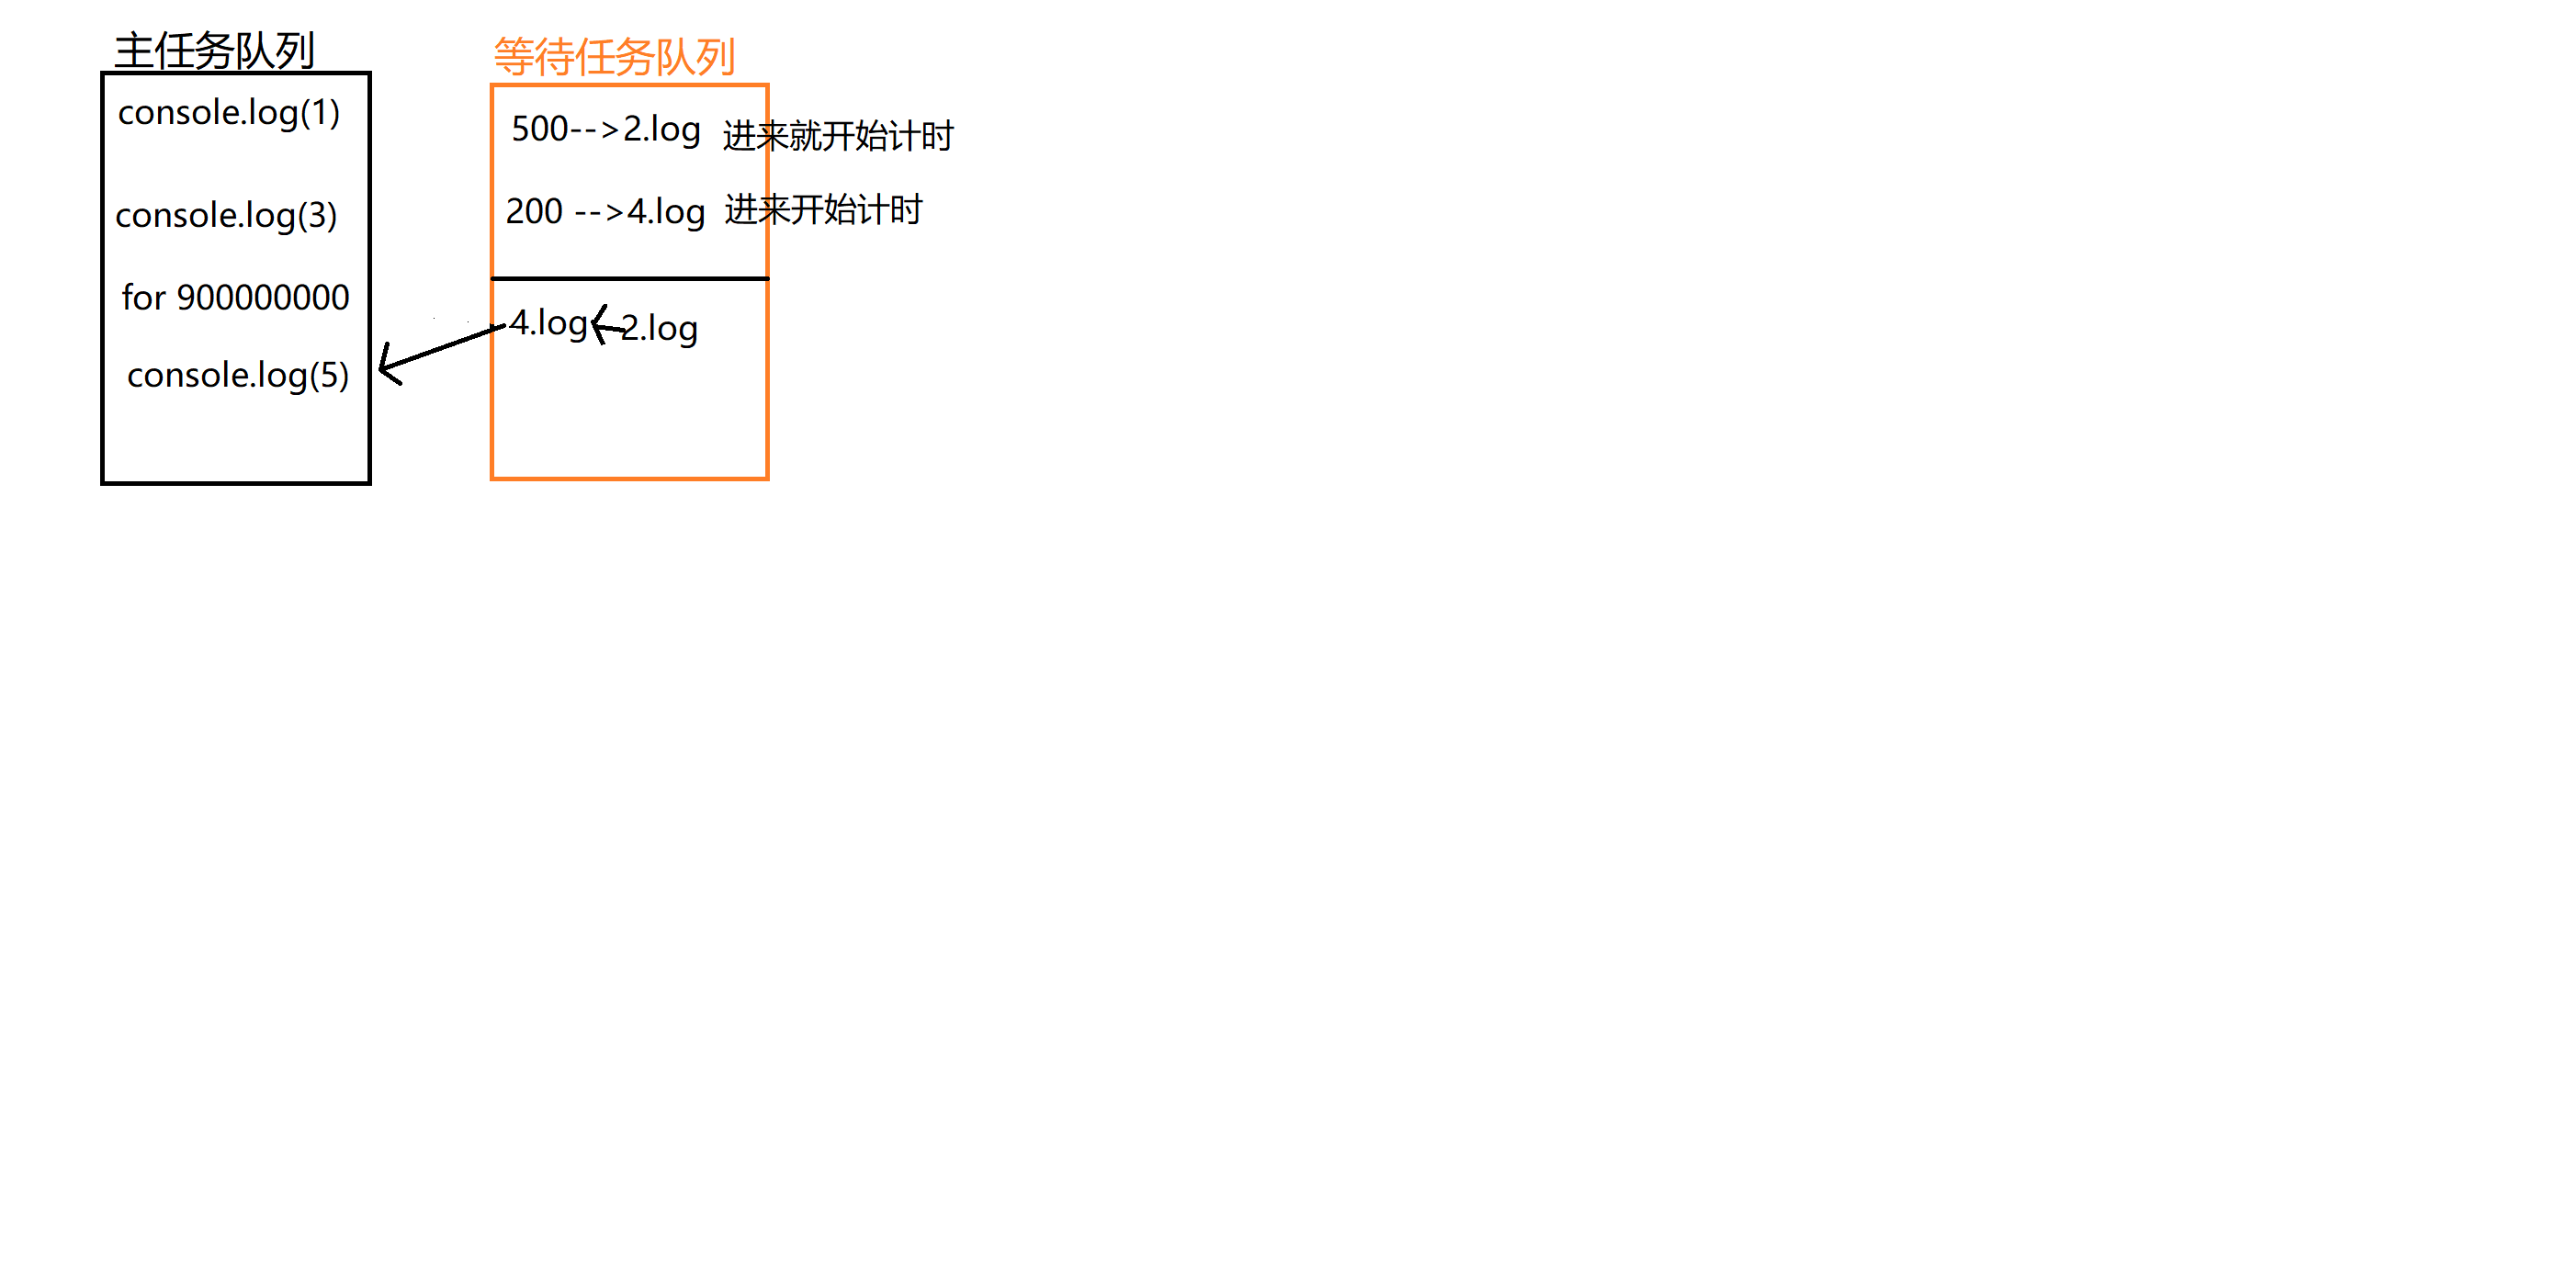 主任务队列
console.log(1)
console.log(3)
for 900000000
console.log(5)
等待任务队列
500-->2.log 进来就开始计时
200 -->4.log 进来开始计时
4.log 2.log